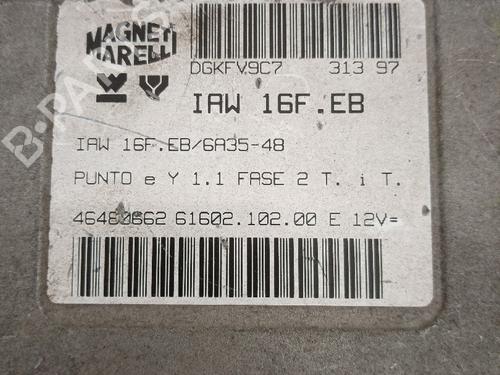 MAGNETI
MARELLI
DGKFV9C7 313 97
IAW 16F.EB
IAW 16F.EB/6A35-48
PUNTO e Y 1.1 FASE 2 T. i T.
46480662 61602.102.00 E 12V=
B-PARTS